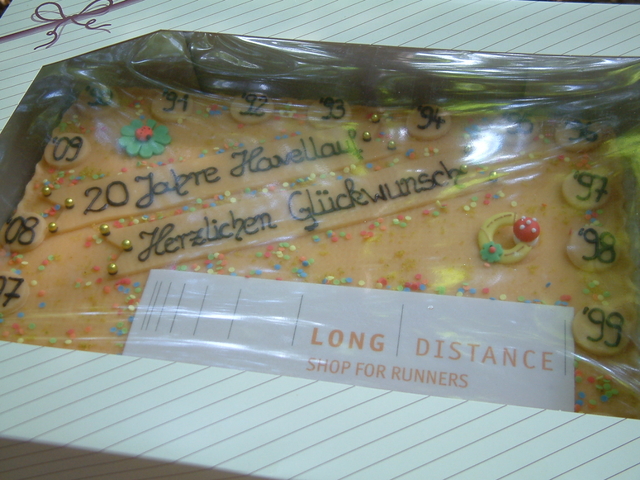 '91 '92 '93 '94
'09
20 Jahre Havellauf
'97
08
Herzlichen Glückwunsch
'98
07
'99
LONG DISTANCE
SHOP FOR RUNNERS